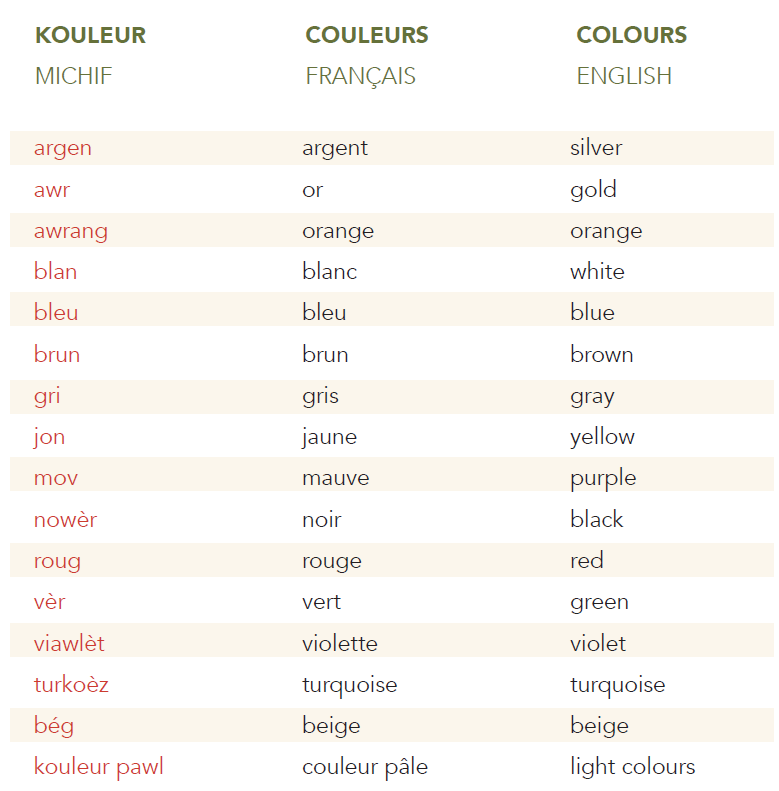 KOULEUR COULEURS COLOURS
MICHIF FRANÇAIS ENGLISH
argen argent silver
awr or gold
awrang orange orange
blan blanc white
bleu bleu blue
brun brun brown
gri gris gray
jon jaune yellow
mov mauve purple
nowèr noir black
roug rouge red
vèr vert green
viawlèt violette violet
turkoèz turquoise turquoise
bég beige beige
kouleur pawl couleur pâle light colours